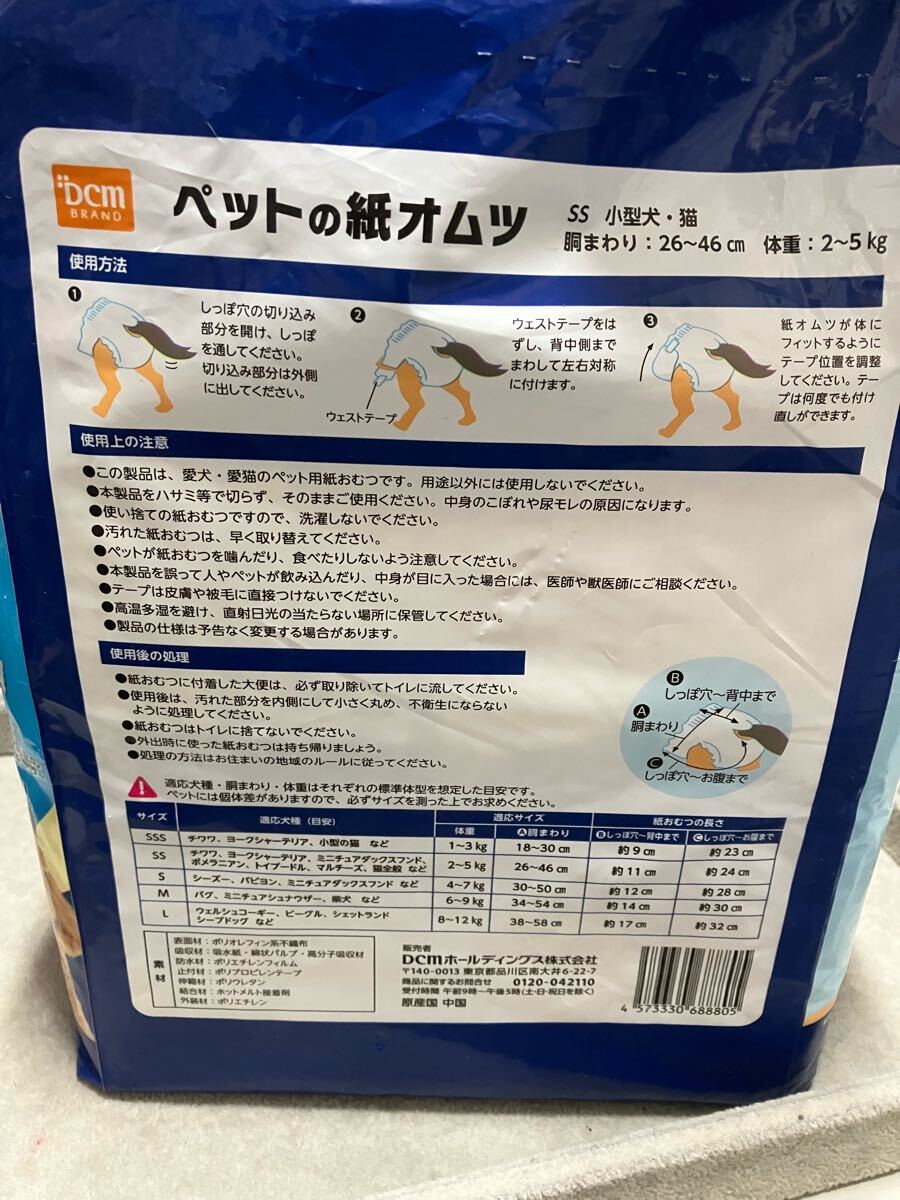 DCM
BRAND
ペットの紙オムツ
SS 小型犬・猫
胴まわり：26〜46㎝ 体重：2〜5kg
使用方法
❶
しっぽ穴の切り込み
部分を開け、しっぽ
を通してください。
切り込み部分は外側
に出してください。
❷
ウェストテープをは
ずし、背中側まで
まわして左右対称
に付けます。
ウェストテープ
❸
紙オムツが体に
フィットするように
テープ位置を調整
してください。テー
プは何度でも付け
直しができます。
使用上の注意
●この製品は、愛犬・愛猫のペット用紙おむつです。用途以外には使用しないでください。
●本製品をハサミ等で切らず、そのままご使用ください。中身のこぼれや尿モレの原因になります。
●使い捨ての紙おむつですので、洗濯しないでください。
●汚れた紙おむつは、早く取り替えてください。
●ペットが紙おむつを噛んだり、食べたりしないよう注意してください。
●本製品を誤って人やペットが飲み込んだり、中身が目に入った場合には、医師や獣医師にご相談ください。
●テープは皮膚や被毛に直接つけないでください。
●高温多湿を避け、直射日光の当たらない場所に保管してください。
●製品の仕様は予告なく変更する場合があります。
使用後の処理
●紙おむつに付着した大便は、必ず取り除いてトイレに流してください。
●使用後は、汚れた部分を内側にして小さく丸め、不衛生にならない
ように処理してください。
●紙おむつはトイレに捨てないでください。
●外出時に使った紙おむつは持ち帰りましょう。
●処理の方法はお住まいの地域のルールに従ってください。
Ⓑ
しっぽ穴〜背中まで
Ⓐ
胴まわり
Ⓒ
しっぽ穴〜お腹まで
適応犬種・胴まわり・体重はそれぞれの標準体型を想定した目安です。
ペットには個体差がありますので、必ずサイズを測った上でお求めください。
サイズ 適応犬種（目安） 適応サイズ 紙おむつの長さ
体重 Ⓐ胴まわり Ⓑしっぽ穴〜背中まで Ⓒしっぽ穴〜お腹まで
SSS チワワ、ヨークシャーテリア、小型の猫 など 1〜3kg 18〜30㎝ 約9㎝ 約23㎝
SS チワワ、ヨークシャーテリア、ミニチュアダックスフンド、
ポメラニアン、トイプードル、マルチーズ、猫全般 など 2〜5kg 26〜46㎝ 約11㎝ 約24㎝
S シーズー、パピヨン、ミニチュアダックスフンド など 4〜7kg 30〜50㎝ 約12㎝ 約28㎝
M パグ、ミニチュアシュナウザー、柴犬 など 6〜9kg 34〜54㎝ 約14㎝ 約30㎝
L ウェルシュコーギー、ビーグル、シェットランド
シープドッグ など 8〜12kg 38〜58㎝ 約17㎝ 約32㎝
素材
表面材：ポリオレフィン系不織布
吸収材：吸水紙・綿状パルプ・高分子吸収材
防水材：ポリエチレンフィルム
止付材：ポリプロピレンテープ
伸縮材：ポリウレタン
結合材：ホットメルト接着剤
外装材：ポリエチレン
販売者
DCMホールディングス株式会社
〒140-0013 東京都品川区南大井6-22-7
商品に関するお問合せ 0120-042110
受付時間 午前9時〜午後5時(土・日・祝日を除く)
原産国 中国
4 573330 688805